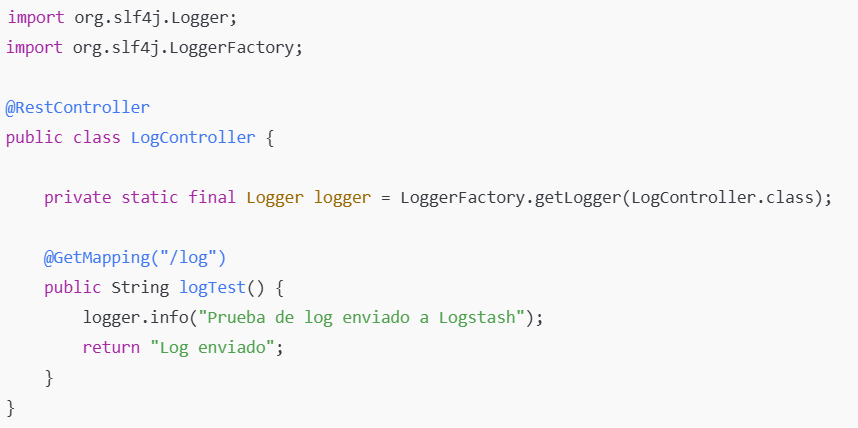 import org.slf4j.Logger;
import org.slf4j.LoggerFactory;

@RestController
public class LogController {

    private static final Logger logger = LoggerFactory.getLogger(LogController.class);

    @GetMapping("/log")
    public String logTest() {
        logger.info("Prueba de log enviado a Logstash");
        return "Log enviado";
    }
}